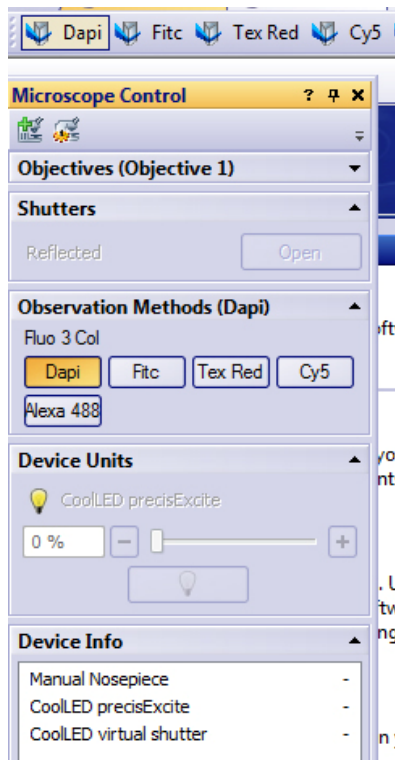 Dapi Fitc Tex Red Cy5
Microscope Control ?
Objectives (Objective 1)
Shutters
Reflected Open
Observation Methods (Dapi)
Fluo 3 Col
Dapi Fitc Tex Red Cy5
Alexa 488
Device Units
CoolLED precisExcite
0 % - +
Device Info
Manual Nosepiece -
CoolLED precisExcite -
CoolLED virtual shutter -